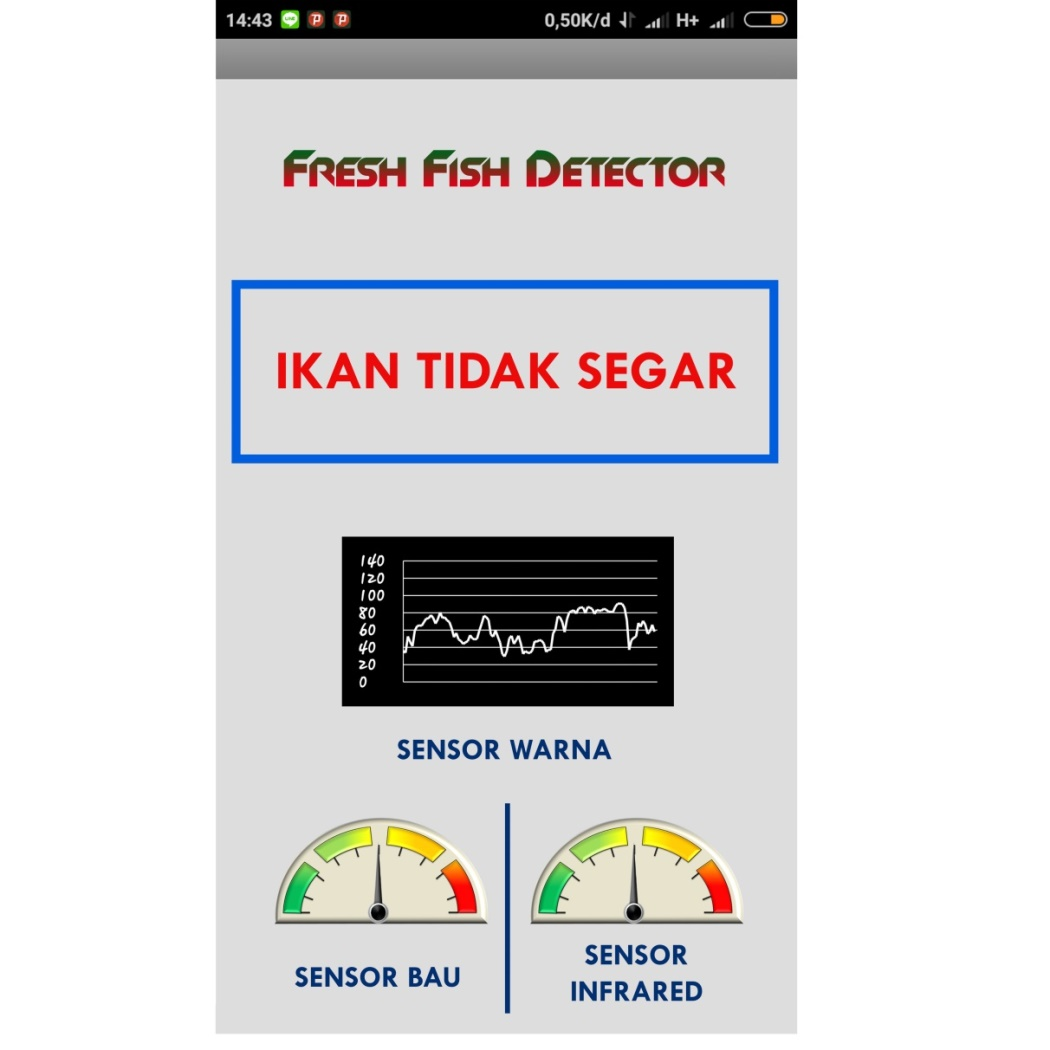 14:43 0,50K/d H+
FRESH FISH DETECTOR
IKAN TIDAK SEGAR
140
120
100
80
60
40
20
0
SENSOR WARNA
SENSOR BAU
SENSOR
INFRARED